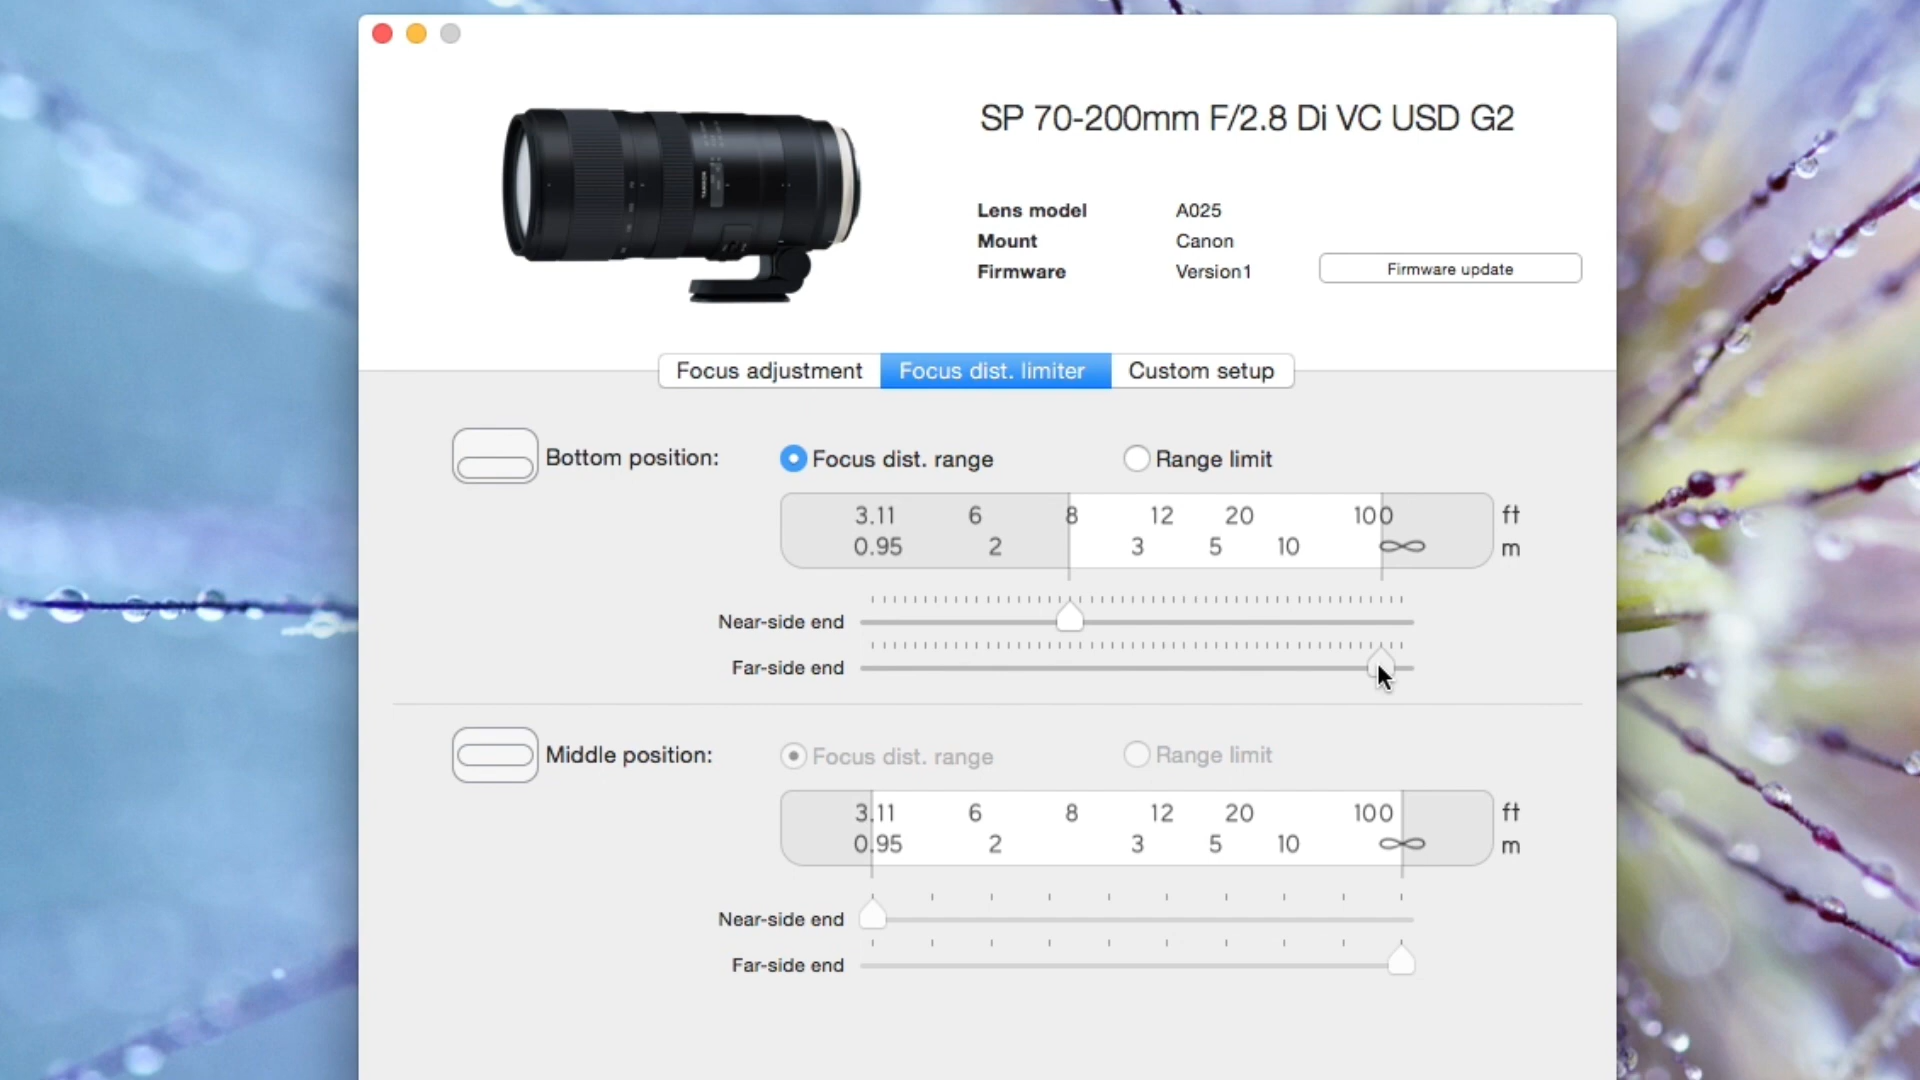 SP 70-200mm F/2.8 Di VC USD G2
Lens model A025
Mount Canon
Firmware Version1 Firmware update
TAMRON
Focus adjustment Focus dist. limiter Custom setup
Bottom position: Focus dist. range Range limit
3.11 6 8 12 20 100 ft
0.95 2 3 5 10 ∞ m
Near-side end
Far-side end
Middle position: Focus dist. range Range limit
3.11 6 8 12 20 100 ft
0.95 2 3 5 10 ∞ m
Near-side end
Far-side end